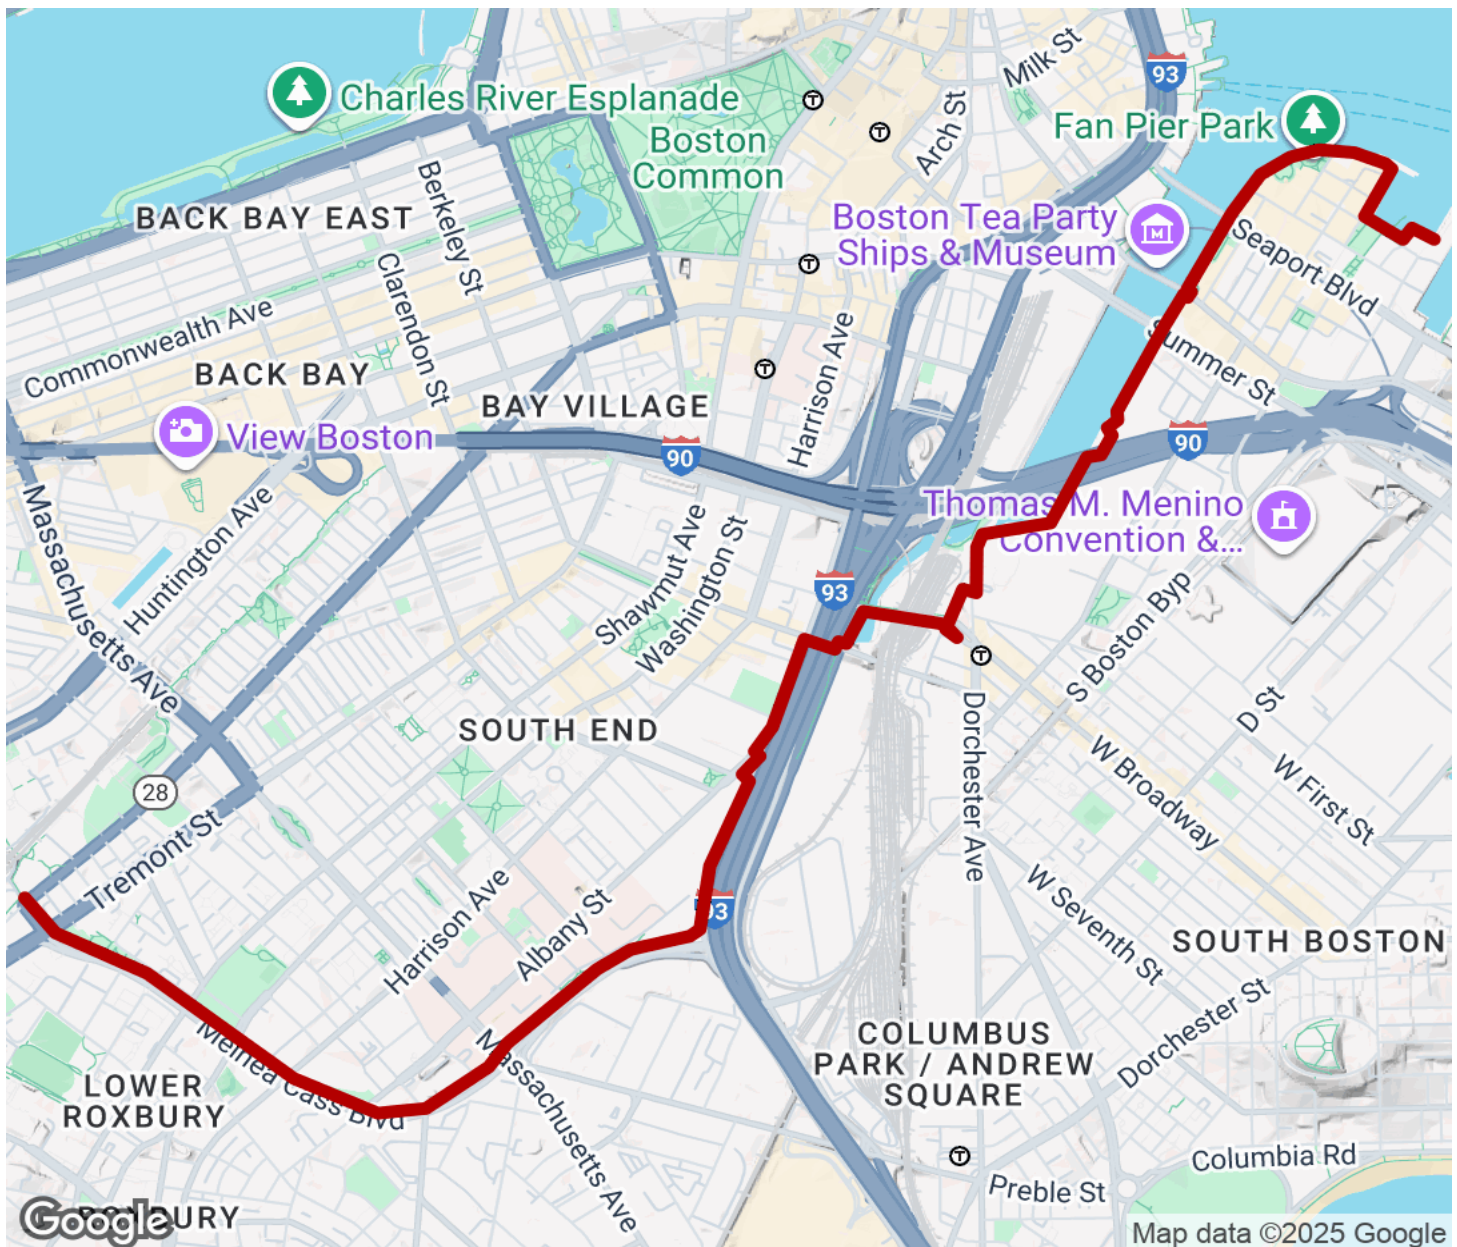 Milk St
93
Charles River Esplanade
Fan Pier Park
Boston
Common
Arch St
Berkeley St
BACK BAY EAST
Boston Tea Party
Ships & Museum
Seaport Blvd
Clarendon St
Commonwealth Ave
Summer St
BACK BAY
Harrison Ave
BAY VILLAGE
View Boston
90
90
Massachusetts Ave
Huntington Ave
Thomas M. Menino
Convention &...
Shawmut Ave
Washington St
93
S Boston Byp
SOUTH END
D St
Dorchester Ave
W Broadway
28
W First St
Tremont St
Harrison Ave
Albany St
93
W Seventh St
SOUTH BOSTON
Melnea Cass Blvd
Massachusetts Ave
COLUMBUS
PARK / ANDREW
SQUARE
Dorchester St
LOWER
ROXBURY
Columbia Rd
Preble St
Google
ROXBURY
Map data ©2025 Google